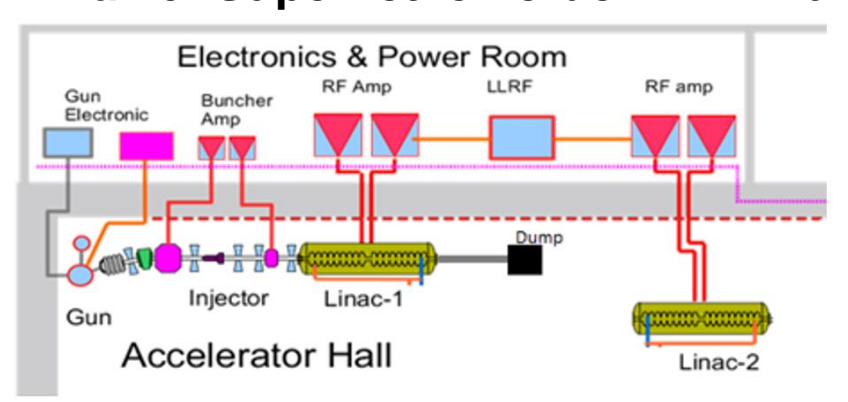 Electronics & Power Room
Gun
Electronic
Buncher
Amp
RF Amp
LLRF
RF amp
Dump
Injector
Linac-1
Gun
Accelerator Hall
Linac-2